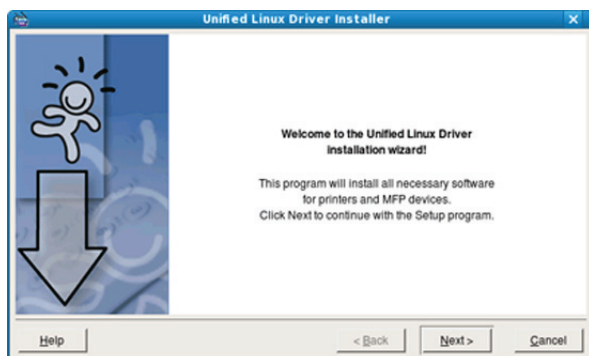 Unified Linux Driver Installer
Welcome to the Unified Linux Driver
installation wizard!
This program will install all necessary software
for printers and MFP devices.
Click Next to continue with the Setup program.
Help
< Back
Next >
Cancel